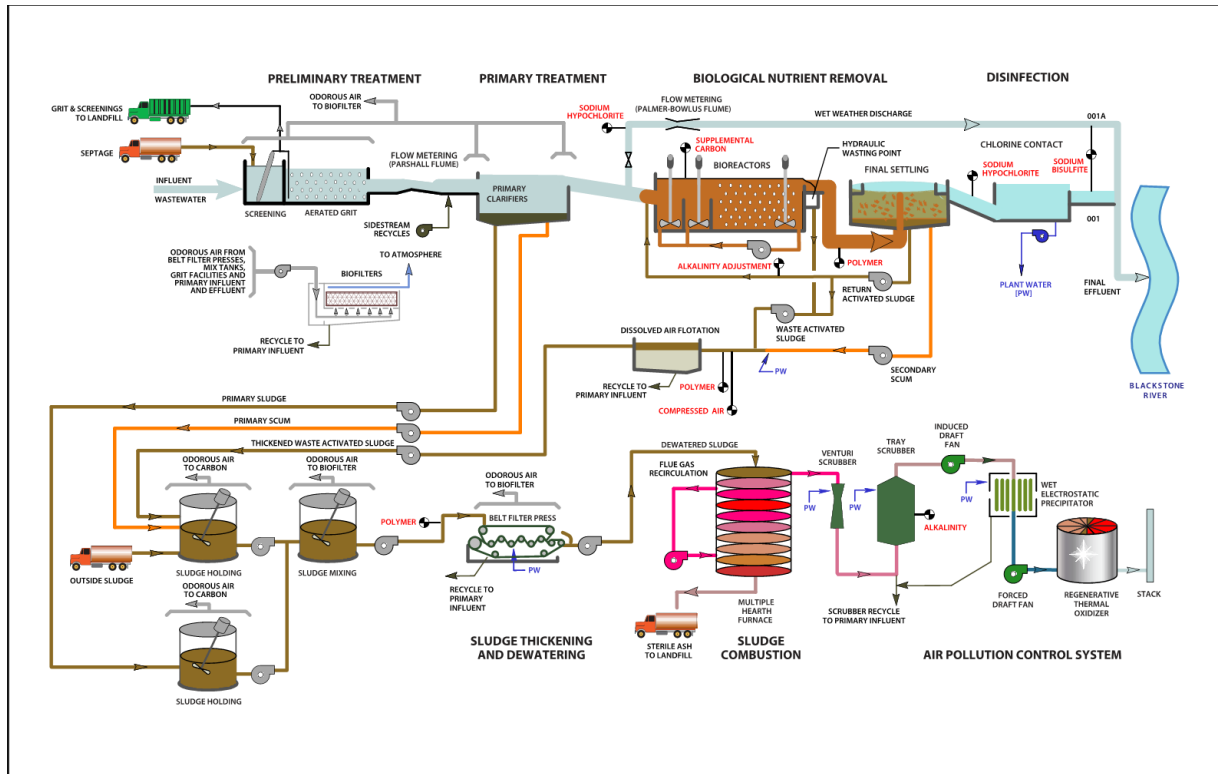 PRELIMINARY TREATMENT
PRIMARY TREATMENT
BIOLOGICAL NUTRIENT REMOVAL
DISINFECTION
GRIT & SCREENINGS
TO LANDFILL
ODOROUS AIR
TO BIOFILTER
SODIUM
HYPOCHLORITE
FLOW METERING
(PALMER-BOWLUS FLUME)
WET WEATHER DISCHARGE
001A
SEPTAGE
FLOW METERING
(PARSHALL FLUME)
SUPPLEMENTAL
CARBON
BIOREACTORS
HYDRAULIC
WASTING POINT
FINAL SETTLING
CHLORINE CONTACT
SODIUM
HYPOCHLORITE
SODIUM
BISULFITE
INFLUENT
WASTEWATER
PRIMARY
CLARIFIERS
SCREENING
AERATED GRIT
SIDESTREAM
RECYCLES
001
ODOROUS AIR FROM
BELT FILTER PRESSES,
MIX TANKS,
GRIT FACILITIES AND
PRIMARY INFLUENT
AND EFFLUENT
TO ATMOSPHERE
BIOFILTERS
ALKALINITY ADJUSTMENT
POLYMER
RETURN
ACTIVATED SLUDGE
PLANT WATER
[PW]
FINAL
EFFLUENT
RECYCLE TO
PRIMARY INFLUENT
DISSOLVED AIR FLOTATION
WASTE ACTIVATED
SLUDGE
PW
SECONDARY
SCUM
RECYCLE TO
PRIMARY INFLUENT
POLYMER
COMPRESSED AIR
BLACKSTONE
RIVER
PRIMARY SLUDGE
PRIMARY SCUM
THICKENED WASTE ACTIVATED SLUDGE
ODOROUS AIR
TO CARBON
ODOROUS AIR
TO BIOFILTER
ODOROUS AIR
TO BIOFILTER
DEWATERED SLUDGE
FLUE GAS
RECIRCULATION
VENTURI
SCRUBBER
TRAY
SCRUBBER
INDUCED
DRAFT
FAN
PW
PW
PW
WET
ELECTROSTATIC
PRECIPITATOR
POLYMER
BELT FILTER PRESS
PW
ALKALINITY
OUTSIDE SLUDGE
SLUDGE HOLDING
SLUDGE MIXING
RECYCLE TO
PRIMARY
INFLUENT
ODOROUS AIR
TO CARBON
SLUDGE HOLDING
SLUDGE THICKENING
AND DEWATERING
STERILE ASH
TO LANDFILL
MULTIPLE
HEARTH
FURNACE
SLUDGE
COMBUSTION
SCRUBBER RECYCLE
TO PRIMARY INFLUENT
FORCED
DRAFT FAN
REGENERATIVE
THERMAL
OXIDIZER
STACK
AIR POLLUTION CONTROL SYSTEM